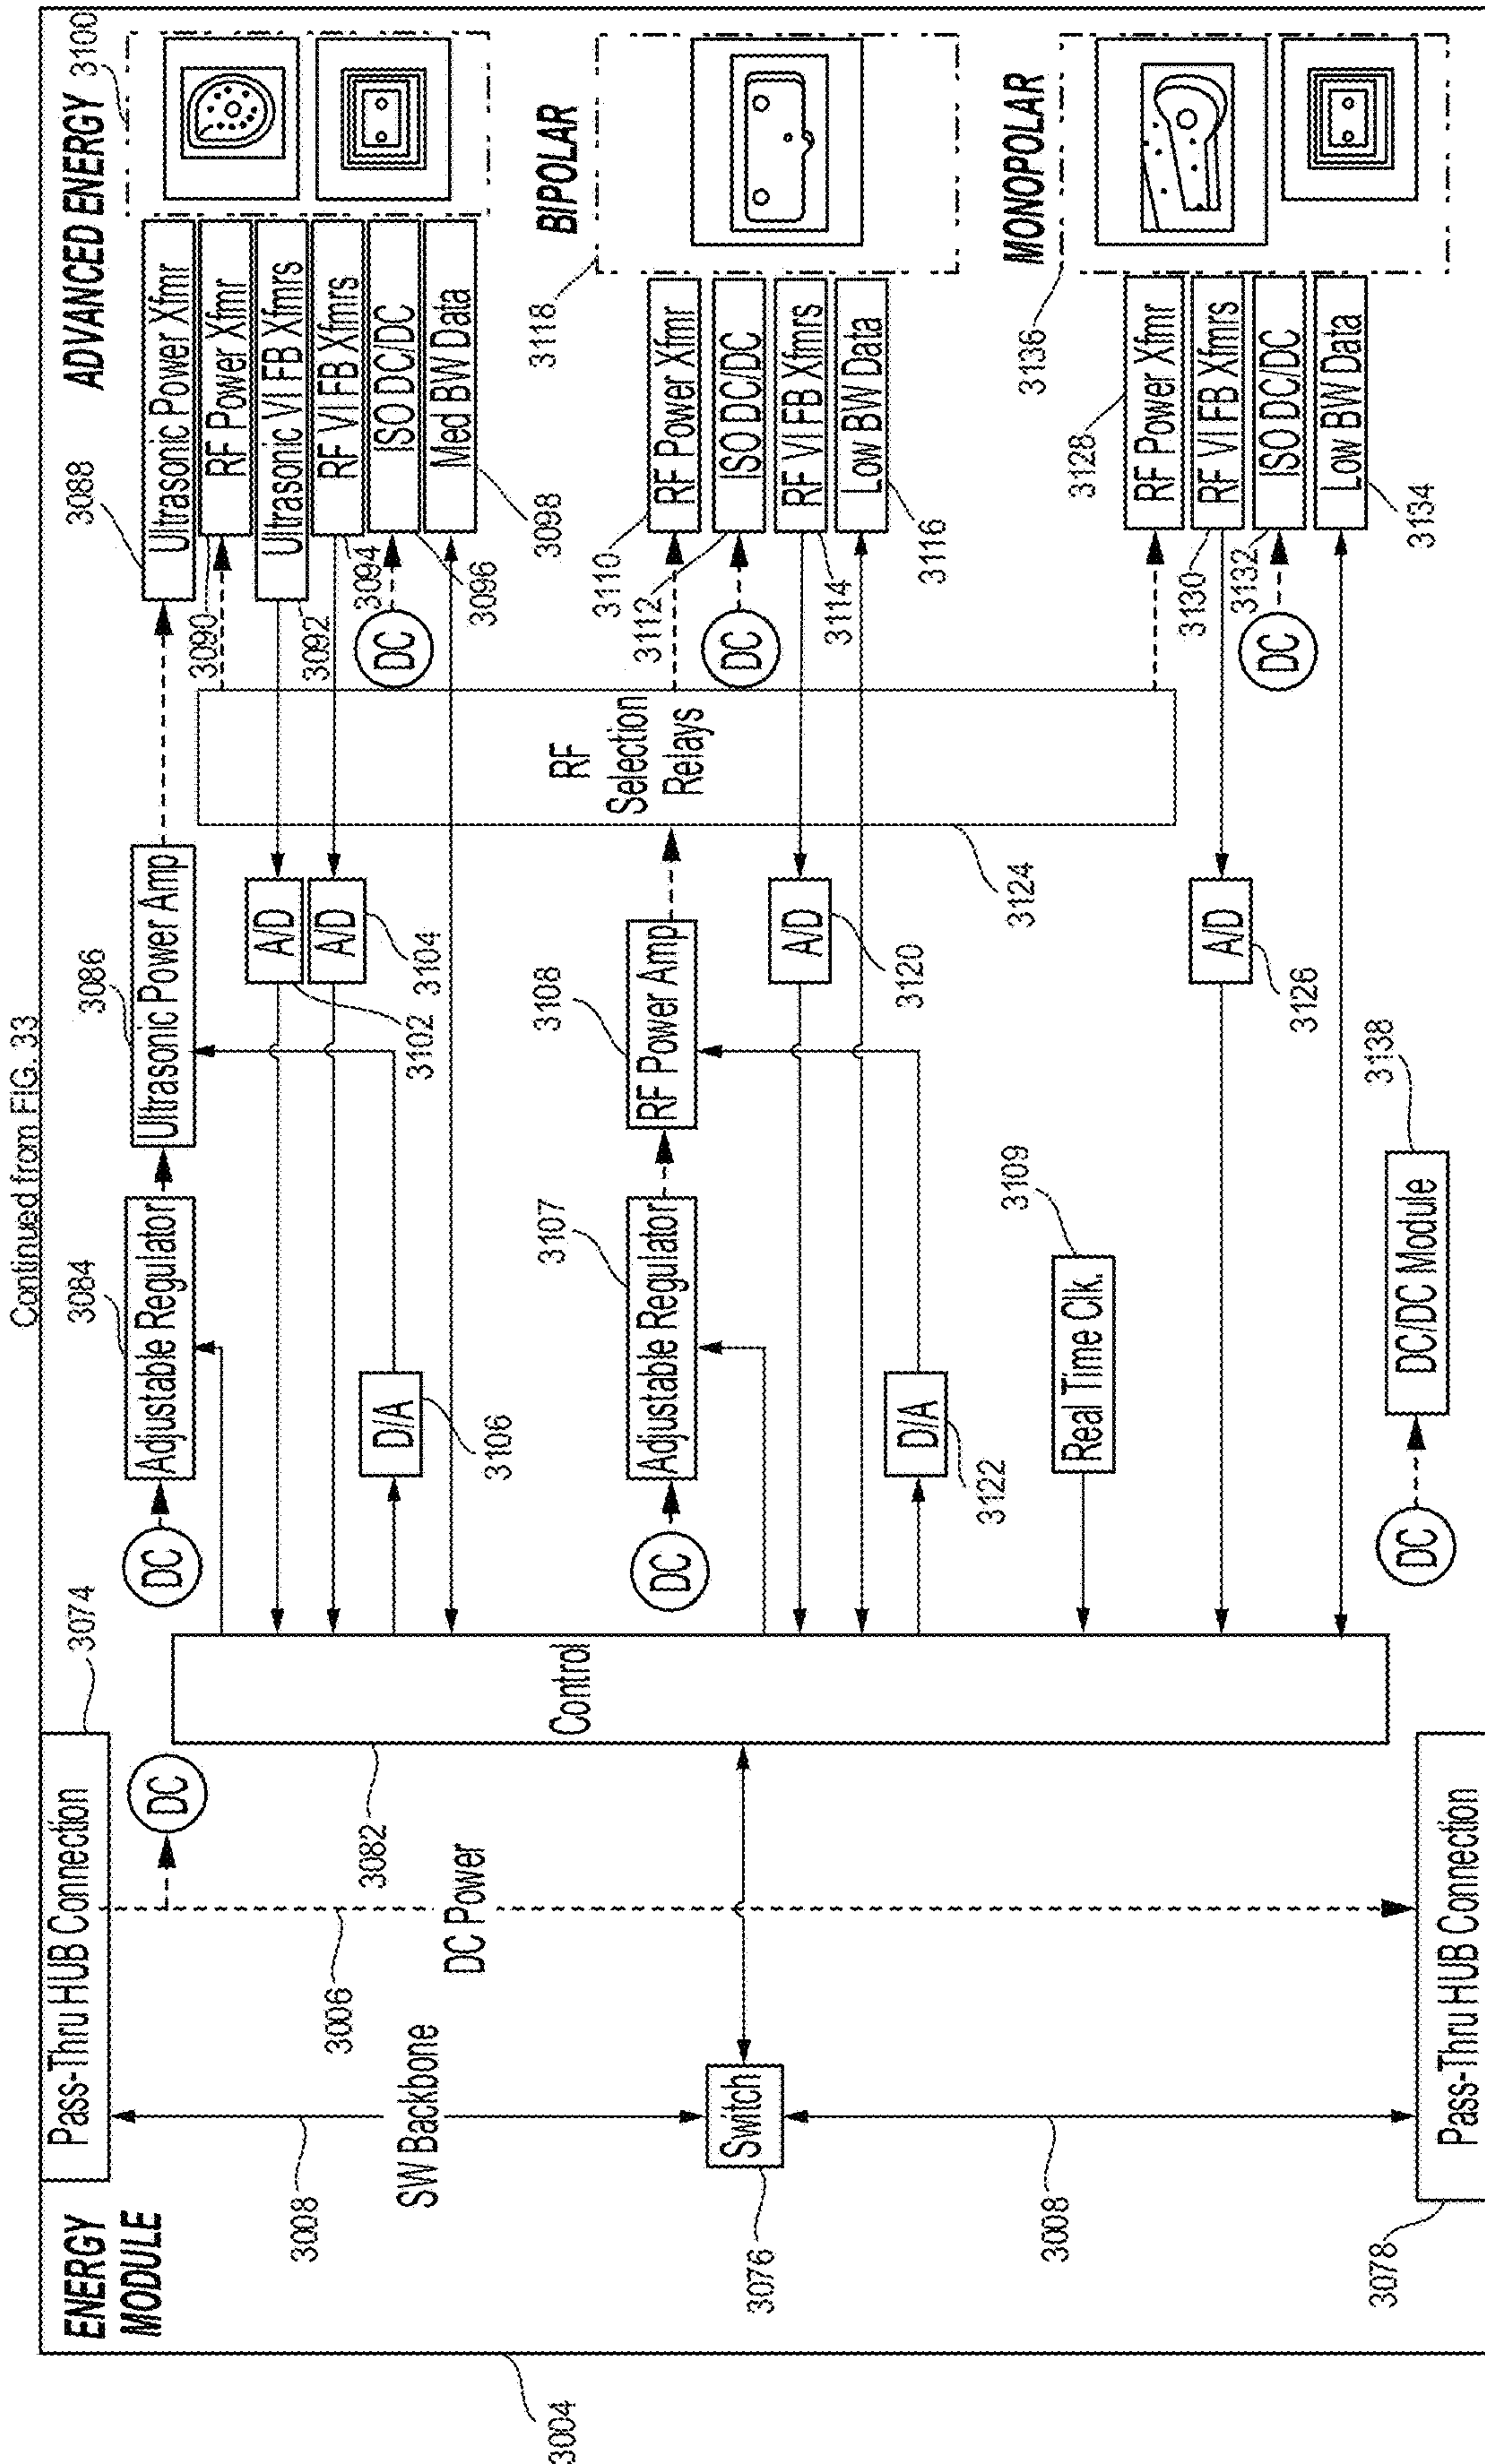 Continued from FIG. 33
ENERGY
MODULE
3004
Pass-Thru HUB Connection
3074
3008
SW Backbone
3006
DC Power
DC
Switch
3076
3008
Pass-Thru HUB Connection
3078
Control
3082
DC
Adjustable Regulator
3084
Ultrasonic Power Amp
3086
A/D
3102
A/D
3104
D/A
3106
DC
Adjustable Regulator
3107
RF Power Amp
3108
A/D
3120
D/A
3122
Real Time Clk.
3109
A/D
3126
DC
DC/DC Module
3138
RF
Selection
Relays
3124
ADVANCED ENERGY
3100
3088
Ultrasonic Power Xfmr
3090
RF Power Xfmr
3092
Ultrasonic VI FB Xfmrs
3094
RF VI FB Xfmrs
DC
3096
ISO DC/DC
3098
Med BW Data
BIPOLAR
3118
3110
RF Power Xfmr
3112
DC
ISO DC/DC
3114
RF VI FB Xfmrs
3116
Low BW Data
MONOPOLAR
3136
3128
RF Power Xfmr
3130
RF VI FB Xfmrs
3132
DC
ISO DC/DC
3134
Low BW Data